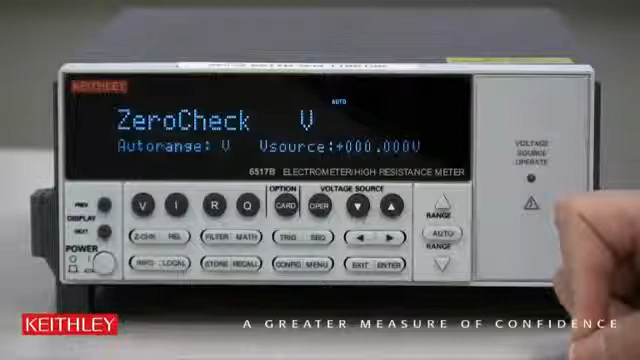 KEITHLEY
AUTO
ZeroCheck V
Autorange: V Vsource:+000.000V
6517B ELECTROMETER/HIGH RESISTANCE METER
VOLTAGE
SOURCE
OPERATE
OPTION VOLTAGE SOURCE
PREV
V I R Q CARD OPER
DISPLAY
RANGE
NEXT
Z-CHK REL FILTER MATH TRIG SEQ
AUTO
POWER
RANGE
INFO LOCAL STORE RECALL CONFIG MENU EXIT ENTER
KEITHLEY
A GREATER MEASURE OF CONFIDENCE